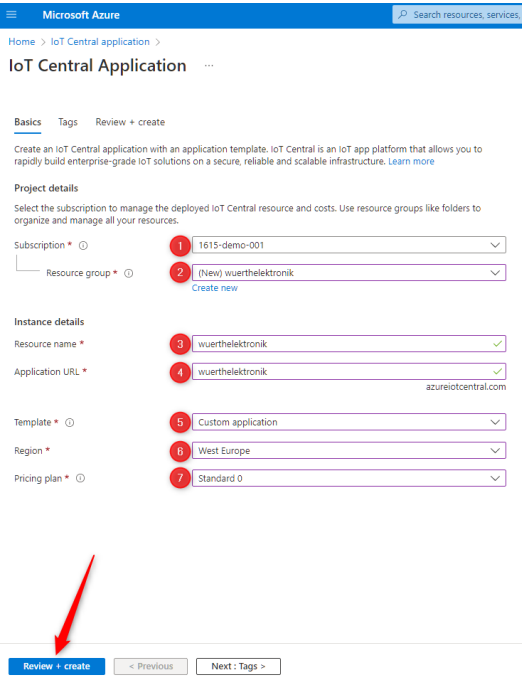 Microsoft Azure
Search resources, services,
Home > IoT Central application >
IoT Central Application ...
Basics Tags Review + create
Create an IoT Central application with an application template. IoT Central is an IoT app platform that allows you to
rapidly build enterprise-grade IoT solutions on a secure, reliable and scalable infrastructure. Learn more
Project details
Select the subscription to manage the deployed IoT Central resource and costs. Use resource groups like folders to
organize and manage all your resources.
Subscription * 1 1615-demo-001
Resource group * 2 (New) wuerthelektronik
Create new
Instance details
Resource name * 3 wuerthelektronik
Application URL * 4 wuerthelektronik
azureiotcentral.com
Template * 5 Custom application
Region * 6 West Europe
Pricing plan * 7 Standard 0
Review + create < Previous Next : Tags >